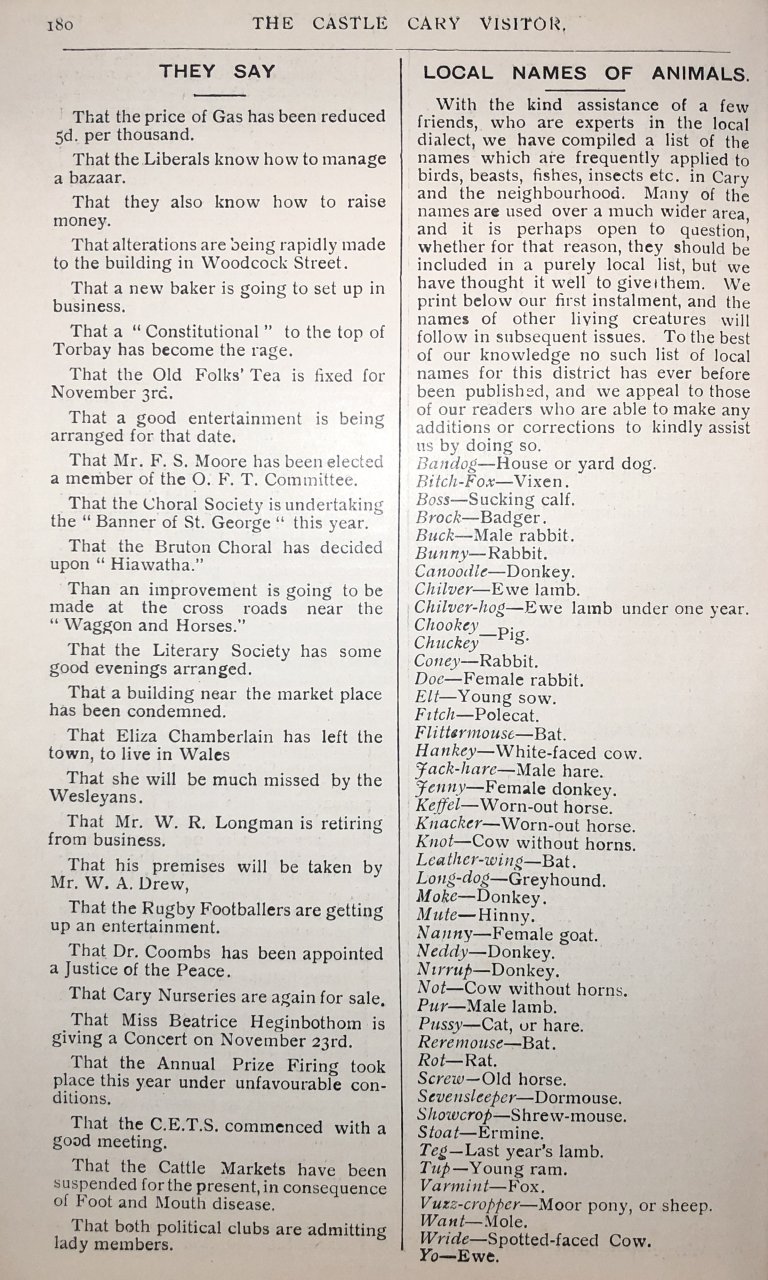 180
THE CASTLE CARY VISITOR.
THEY SAY
That the price of Gas has been reduced
5d. per thousand.
That the Liberals know how to manage
a bazaar.
That they also know how to raise
money.
That alterations are being rapidly made
to the building in Woodcock Street.
That a new baker is going to set up in
business.
That a “ Constitutional ” to the top of
Torbay has become the rage.
That the Old Folks' Tea is fixed for
November 3rd.
That a good entertainment is being
arranged for that date.
That Mr. F. S. Moore has been elected
a member of the O. F. T. Committee.
That the Choral Society is undertaking
the “ Banner of St. George “ this year.
That the Bruton Choral has decided
upon “ Hiawatha.”
Than an improvement is going to be
made at the cross roads near the
“ Waggon and Horses.”
That the Literary Society has some
good evenings arranged.
That a building near the market place
has been condemned.
That Eliza Chamberlain has left the
town, to live in Wales
That she will be much missed by the
Wesleyans.
That Mr. W. R. Longman is retiring
from business.
That his premises will be taken by
Mr. W. A. Drew,
That the Rugby Footballers are getting
up an entertainment.
That Dr. Coombs has been appointed
a Justice of the Peace.
That Cary Nurseries are again for sale.
That Miss Beatrice Heginbothom is
giving a Concert on November 23rd.
That the Annual Prize Firing took
place this year under unfavourable con-
ditions.
That the C.E.T.S. commenced with a
good meeting.
That the Cattle Markets have been
suspended for the present, in consequence
of Foot and Mouth disease.
That both political clubs are admitting
lady members.
LOCAL NAMES OF ANIMALS.
With the kind assistance of a few
friends, who are experts in the local
dialect, we have compiled a list of the
names which are frequently applied to
birds, beasts, fishes, insects etc. in Cary
and the neighbourhood. Many of the
names are used over a much wider area,
and it is perhaps open to question,
whether for that reason, they should be
included in a purely local list, but we
have thought it well to give them. We
print below our first instalment, and the
names of other living creatures will
follow in subsequent issues. To the best
of our knowledge no such list of local
names for this district has ever before
been published, and we appeal to those
of our readers who are able to make any
additions or corrections to kindly assist
us by doing so.
Bandog—House or yard dog.
Bitch-Fox—Vixen.
Boss—Sucking calf.
Brock—Badger.
Buck—Male rabbit.
Bunny—Rabbit.
Canoodle—Donkey.
Chilver—Ewe lamb.
Chilver-hog—Ewe lamb under one year.
Chookey
Chuckey—Pig.
Coney—Rabbit.
Doe—Female rabbit.
Elt—Young sow.
Fitch—Polecat.
Flittermouse—Bat.
Hankey—White-faced cow.
Jack-hare—Male hare.
Jenny—Female donkey.
Keffel—Worn-out horse.
Knacker—Worn-out horse.
Knot—Cow without horns.
Leather-wing—Bat.
Long-dog—Greyhound.
Moke—Donkey.
Mute—Hinny.
Nanny—Female goat.
Neddy—Donkey.
Nirrup—Donkey.
Not—Cow without horns.
Pur—Male lamb.
Pussy—Cat, or hare.
Reremouse—Bat.
Rot—Rat.
Screw—Old horse.
Sevensleeper—Dormouse.
Showcrop—Shrew-mouse.
Stoat—Ermine.
Teg—Last year's lamb.
Tup—Young ram.
Varmint—Fox.
Vuzz-cropper—Moor pony, or sheep.
Want—Mole.
Wride—Spotted-faced Cow.
Yo—Ewe.